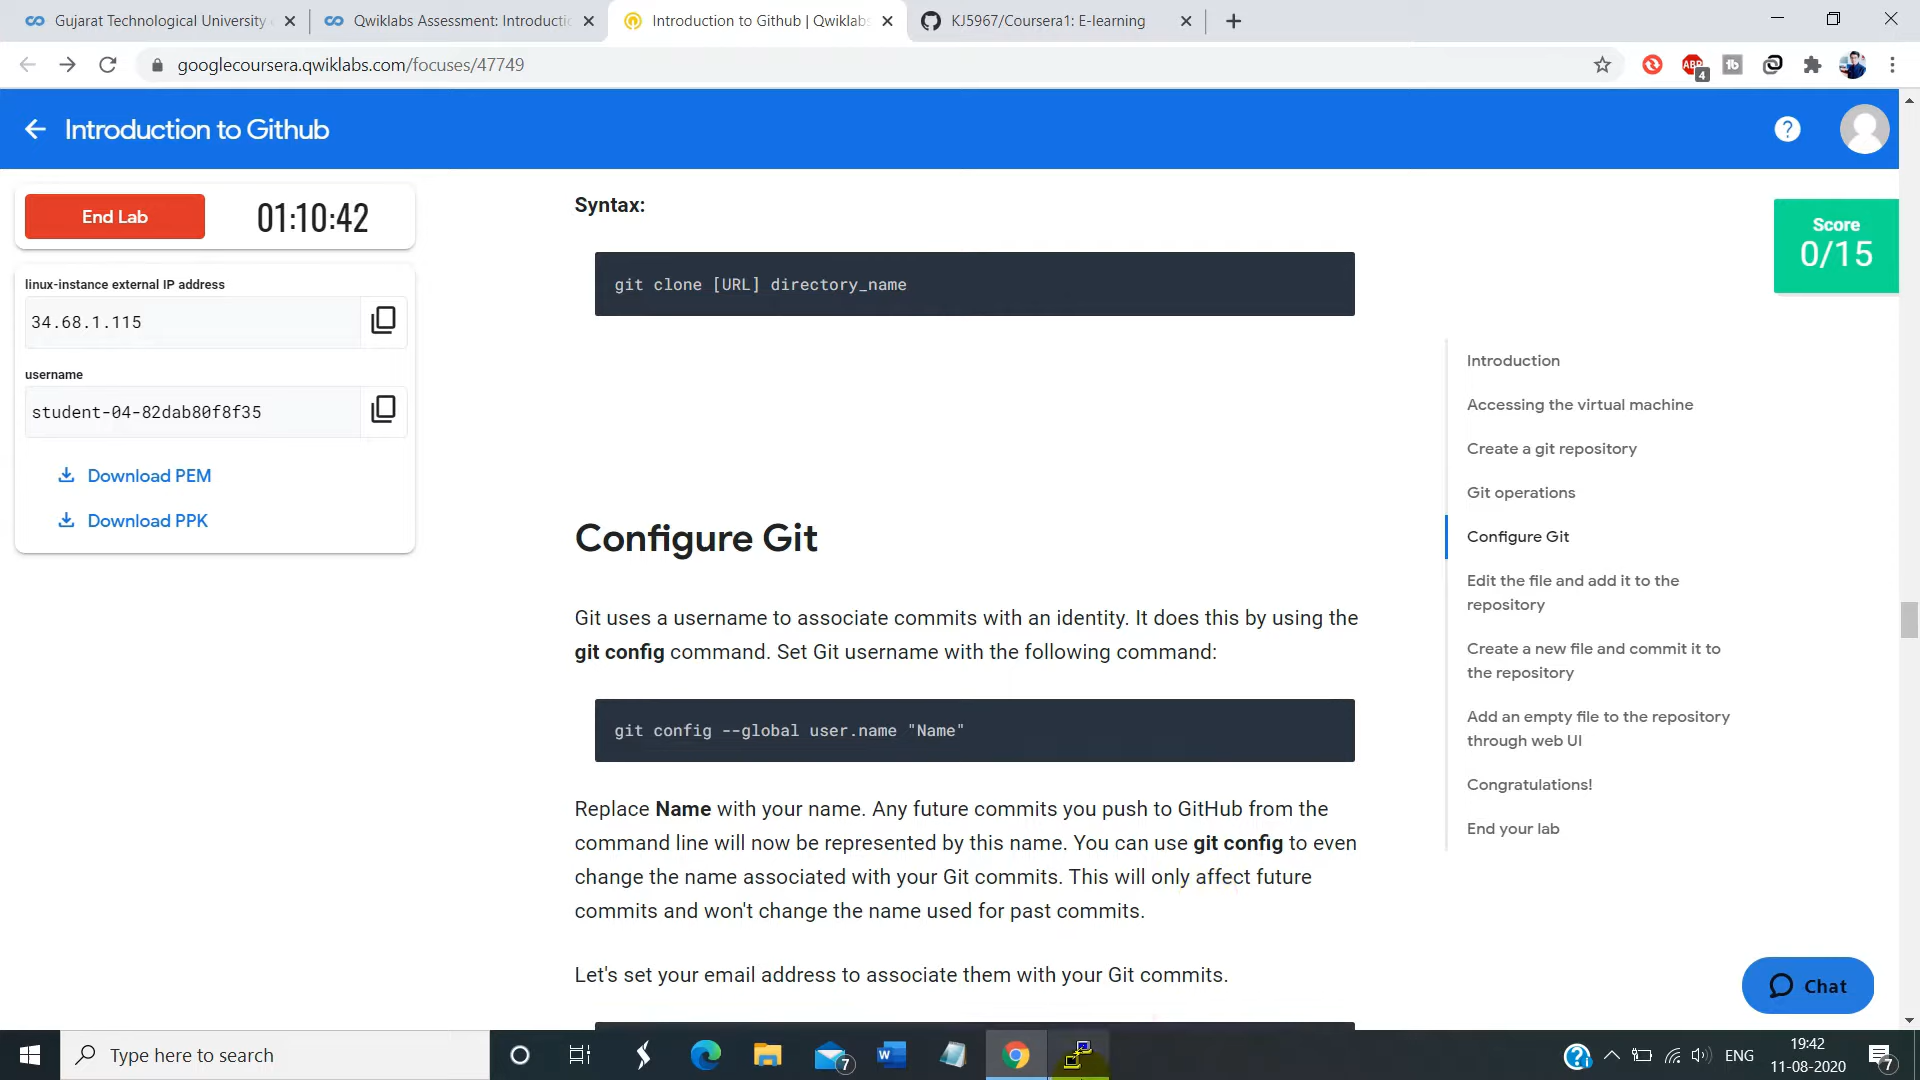 Gujarat Technological University
Qwiklabs Assessment: Introductio
Introduction to Github | Qwiklabs
KJ5967/Coursera1: E-learning
googlecoursera.qwiklabs.com/focuses/47749
ABP
4
Introduction to Github
?
End Lab
01:10:42
linux-instance external IP address
34.68.1.115
username
student-04-82dab80f8f35
Download PEM
Download PPK
Syntax:
git clone [URL] directory_name
Configure Git
Git uses a username to associate commits with an identity. It does this by using the
git config command. Set Git username with the following command:
git config --global user.name "Name"
Replace Name with your name. Any future commits you push to GitHub from the
command line will now be represented by this name. You can use git config to even
change the name associated with your Git commits. This will only affect future
commits and won't change the name used for past commits.
Let's set your email address to associate them with your Git commits.
Score
0/15
Introduction
Accessing the virtual machine
Create a git repository
Git operations
Configure Git
Edit the file and add it to the
repository
Create a new file and commit it to
the repository
Add an empty file to the repository
through web UI
Congratulations!
End your lab
Chat
Type here to search
7
W
ENG
19:42
11-08-2020
7